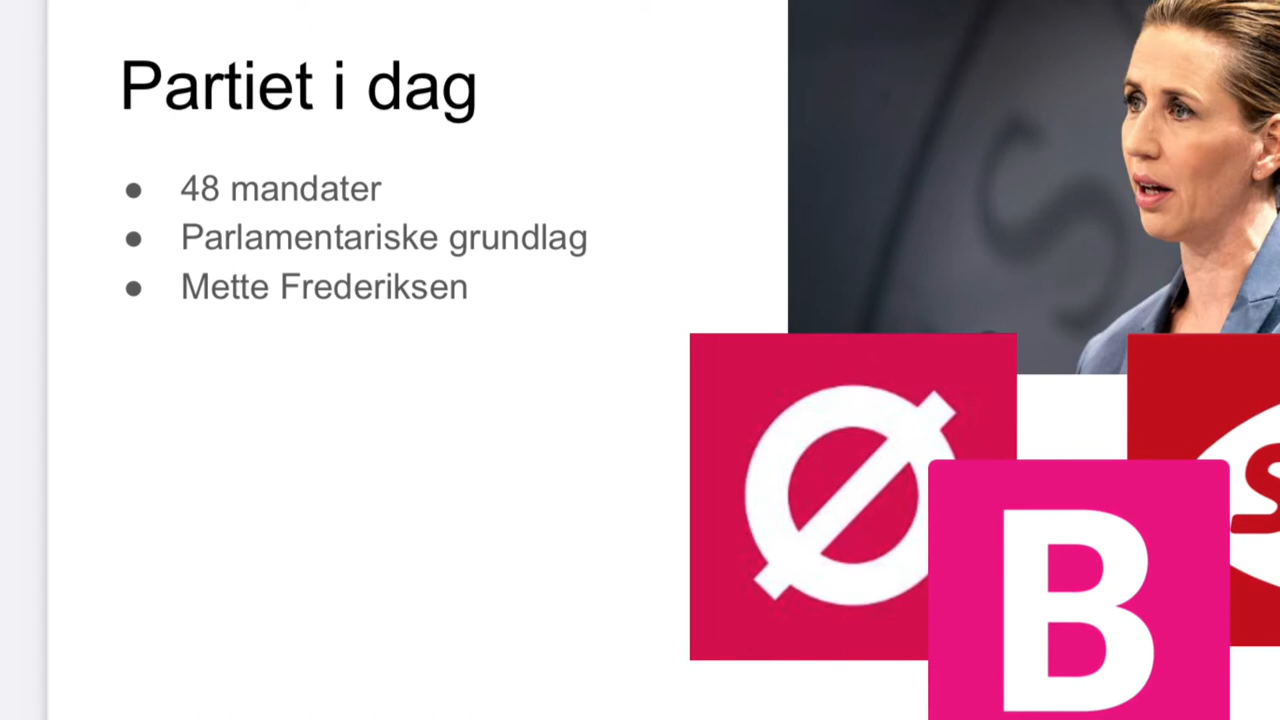 Partiet i dag
48 mandater
Parlamentariske grundlag
Mette Frederiksen
Ø
B
S